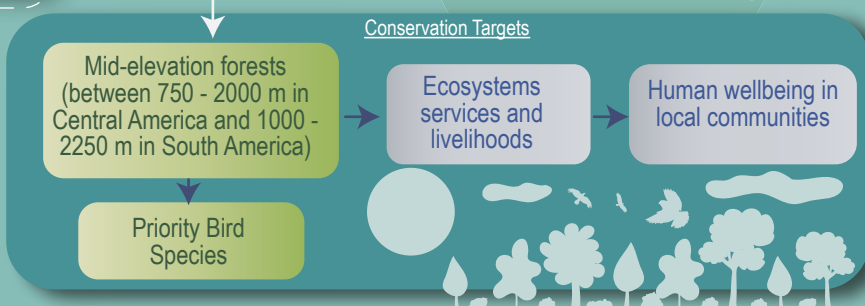 Conservation Targets
Mid-elevation forests
(between 750 - 2000 m in
Central America and 1000 -
2250 m in South America)
Ecosystems
services and
livelihoods
Human wellbeing in
local communities
Priority Bird
Species